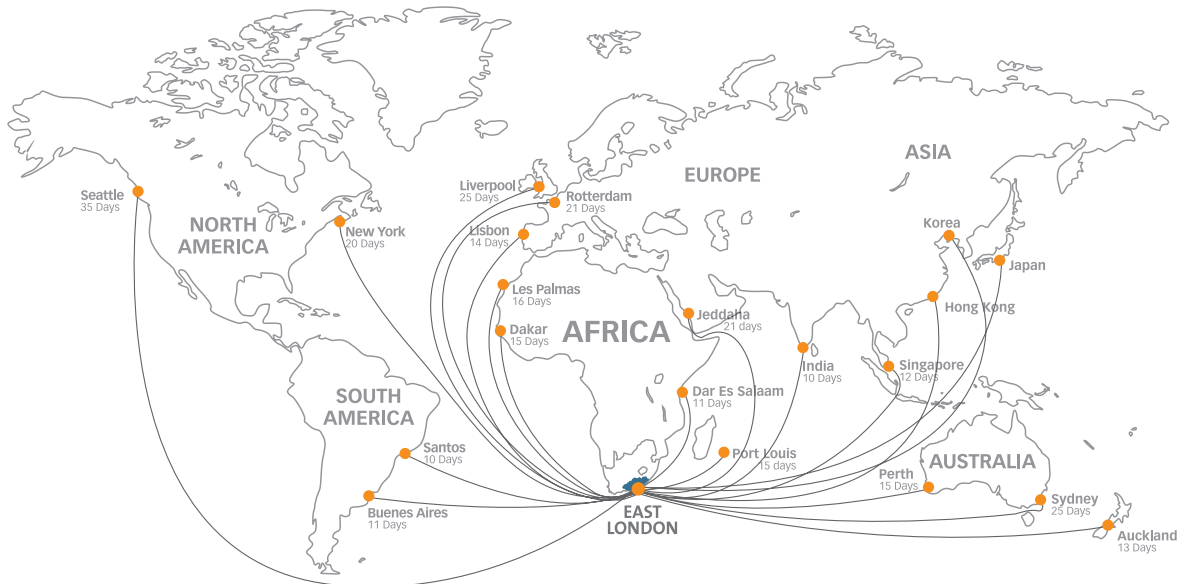 ASIA
EUROPE
Liverpool
25 Days
Rotterdam
21 Days
Seattle
35 Days
NORTH
AMERICA
New York
20 Days
Lisbon
14 Days
Korea
Japan
Les Palmas
16 Days
Hong Kong
Jeddaha
21 days
Dakar
15 Days
AFRICA
India
10 Days
Singapore
12 Days
SOUTH
AMERICA
Dar Es Salaam
11 Days
Santos
10 Days
Port Louis
15 days
AUSTRALIA
Perth
15 Days
Buenes Aires
11 Days
EAST
LONDON
Sydney
25 Days
Auckland
13 Days